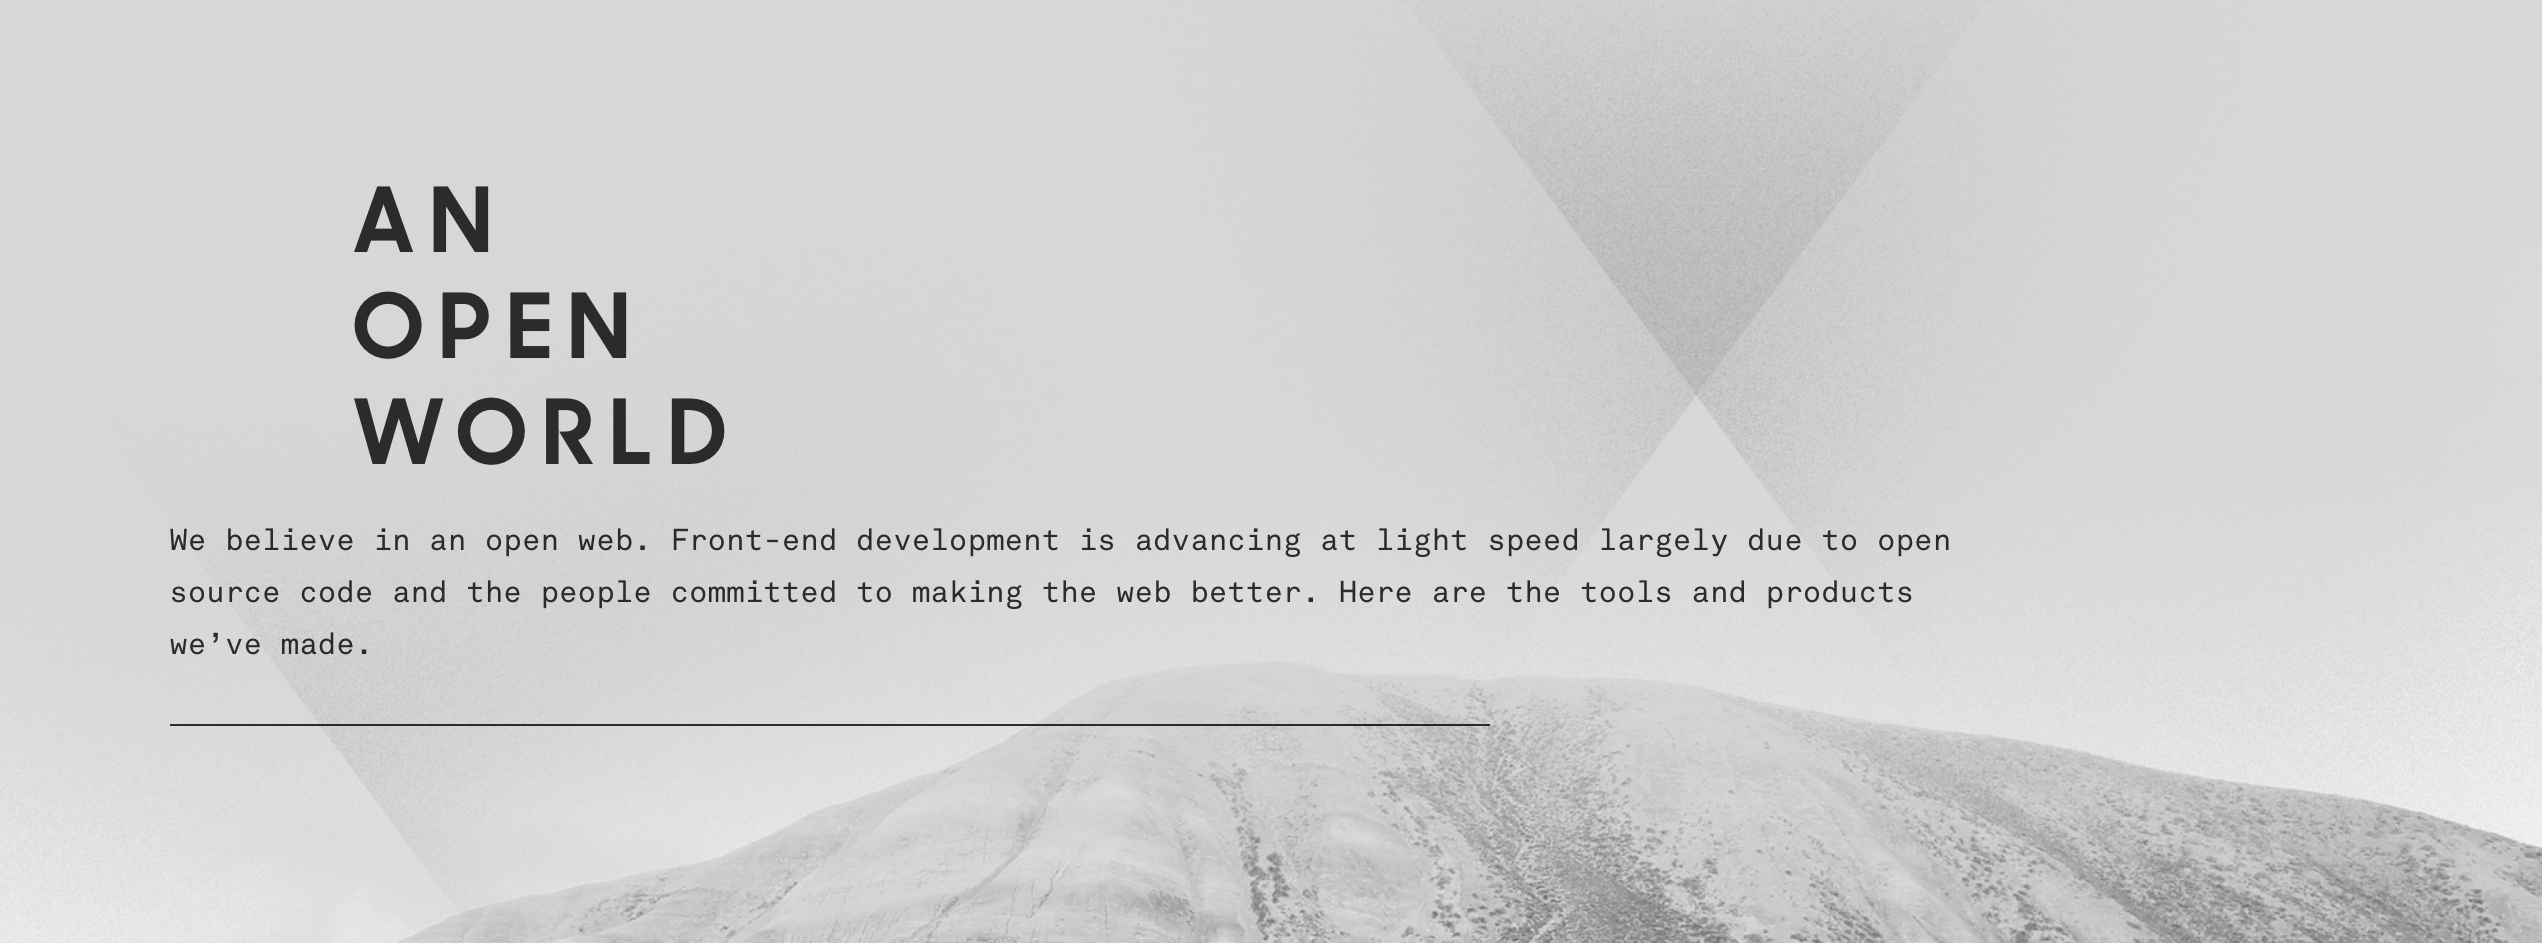 AN
OPEN
WORLD
We believe in an open web. Front-end development is advancing at light speed largely due to open
source code and the people committed to making the web better. Here are the tools and products
we’ve made.